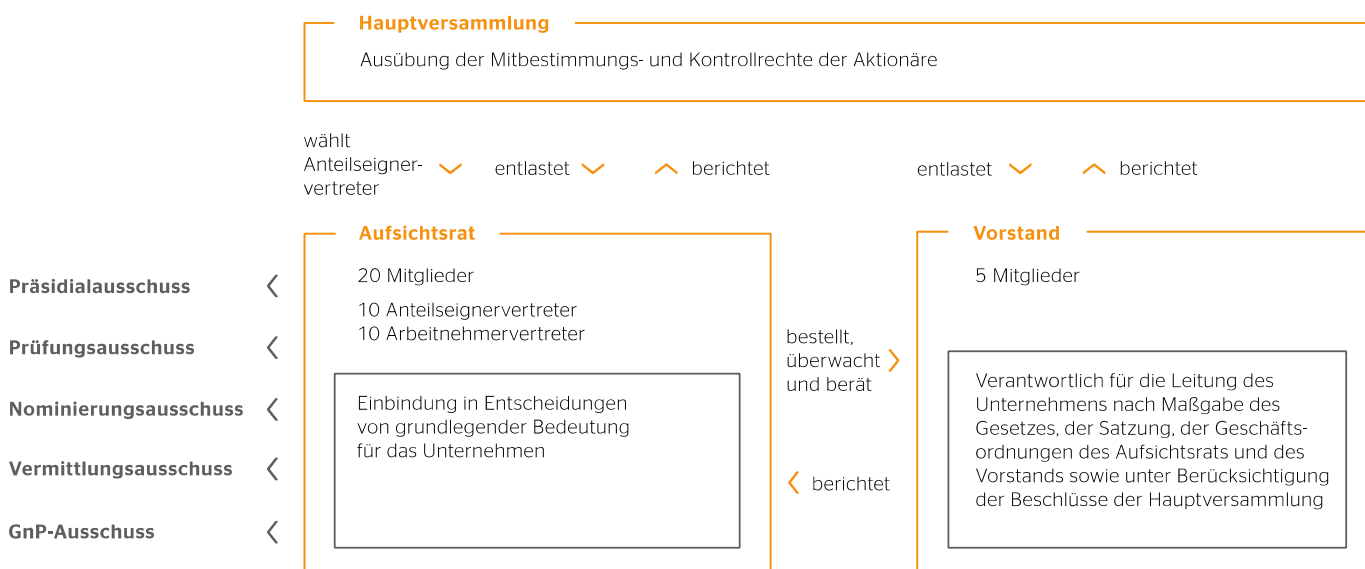 Hauptversammlung
Ausübung der Mitbestimmungs- und Kontrollrechte der Aktionäre
wählt
Anteilseigner-
vertreter
entlastet
berichtet
entlastet
berichtet
Präsidialausschuss
Prüfungsausschuss
Nominierungsausschuss
Vermittlungsausschuss
GnP-Ausschuss
Aufsichtsrat
20 Mitglieder
10 Anteilseignervertreter
10 Arbeitnehmervertreter
Einbindung in Entscheidungen
von grundlegender Bedeutung
für das Unternehmen
bestellt,
überwacht
und berät
berichtet
Vorstand
5 Mitglieder
Verantwortlich für die Leitung des
Unternehmens nach Maßgabe des
Gesetzes, der Satzung, der Geschäfts-
ordnungen des Aufsichtsrats und des
Vorstands sowie unter Berücksichtigung
der Beschlüsse der Hauptversammlung